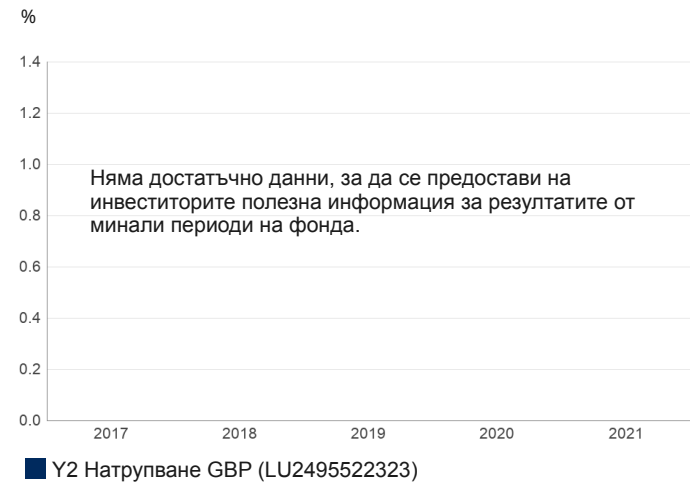 %
1.4
1.2
1.0
Няма достатъчно данни, за да се предостави на
инвеститорите полезна информация за резултатите от
0.8
минали периоди на фонда.
0.6
0.4
0.2
0.0
2017 2018 2019 2020 2021
Y2 Натрупване GBP (LU2495522323)